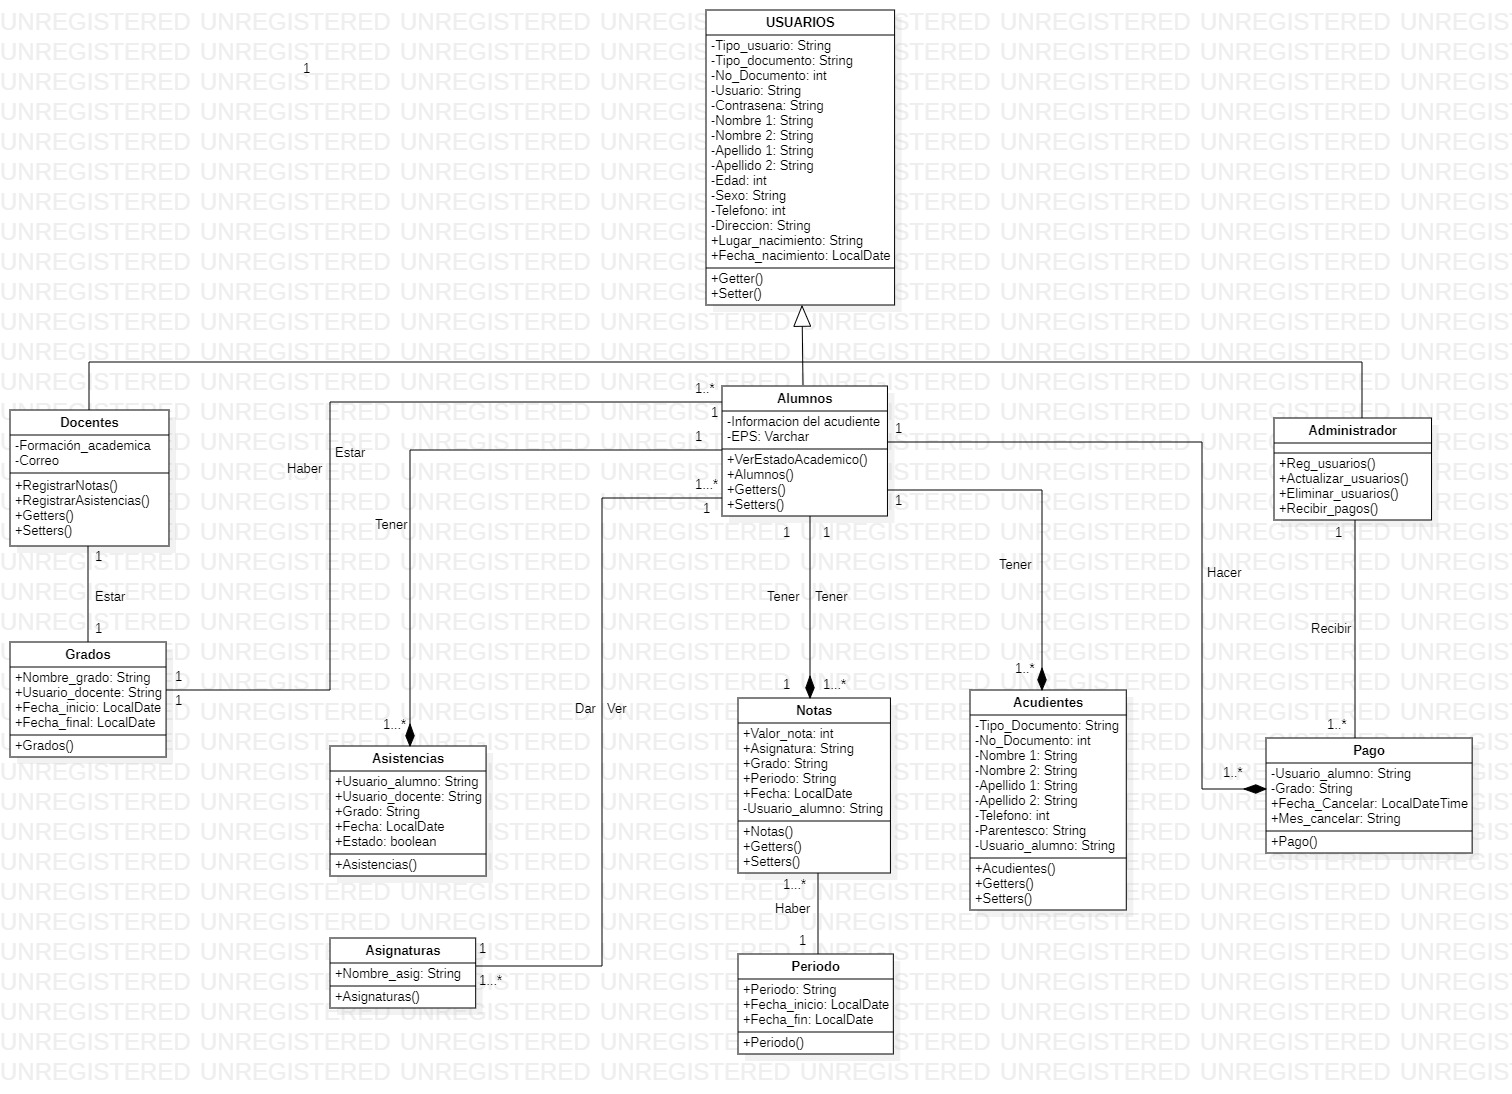 USUARIOS
-Tipo_usuario: String
-Tipo_documento: String
-No_Documento: int
-Usuario: String
-Contrasena: String
-Nombre 1: String
-Nombre 2: String
-Apellido 1: String
-Apellido 2: String
-Edad: int
-Sexo: String
-Telefono: int
-Direccion: String
+Lugar_nacimiento: String
+Fecha_nacimiento: LocalDate
+Getter()
+Setter()
1
Docentes
-Formación_academica
-Correo
+RegistrarNotas()
+RegistrarAsistencias()
+Getters()
+Setters()
1
Estar
1
Grados
+Nombre_grado: String
+Usuario_docente: String
+Fecha_inicio: LocalDate
+Fecha_final: LocalDate
+Grados()
1
1
Haber
Estar
1..*
1
Alumnos
-Informacion del acudiente
-EPS: Varchar
+VerEstadoAcademico()
+Alumnos()
+Getters()
+Setters()
1
Tener
1...*
Asistencias
+Usuario_alumno: String
+Usuario_docente: String
+Grado: String
+Fecha: LocalDate
+Estado: boolean
+Asistencias()
1...*
1
Dar
Ver
1
1...*
Asignaturas
+Nombre_asig: String
+Asignaturas()
1
1
Tener
Tener
1
1...*
Notas
+Valor_nota: int
+Asignatura: String
+Grado: String
+Periodo: String
+Fecha: LocalDate
-Usuario_alumno: String
+Notas()
+Getters()
+Setters()
1...*
Haber
1
Periodo
+Periodo: String
+Fecha_inicio: LocalDate
+Fecha_fin: LocalDate
+Periodo()
1
Tener
1..*
Acudientes
-Tipo_Documento: String
-No_Documento: int
-Nombre 1: String
-Nombre 2: String
-Apellido 1: String
-Apellido 2: String
-Telefono: int
-Parentesco: String
-Usuario_alumno: String
+Acudientes()
+Getters()
+Setters()
1
Hacer
1..*
Administrador
+Reg_usuarios()
+Actualizar_usuarios()
+Eliminar_usuarios()
+Recibir_pagos()
1
Recibir
1..*
Pago
-Usuario_alumno: String
-Grado: String
+Fecha_Cancelar: LocalDateTime
+Mes_cancelar: String
+Pago()
UNREGISTERED